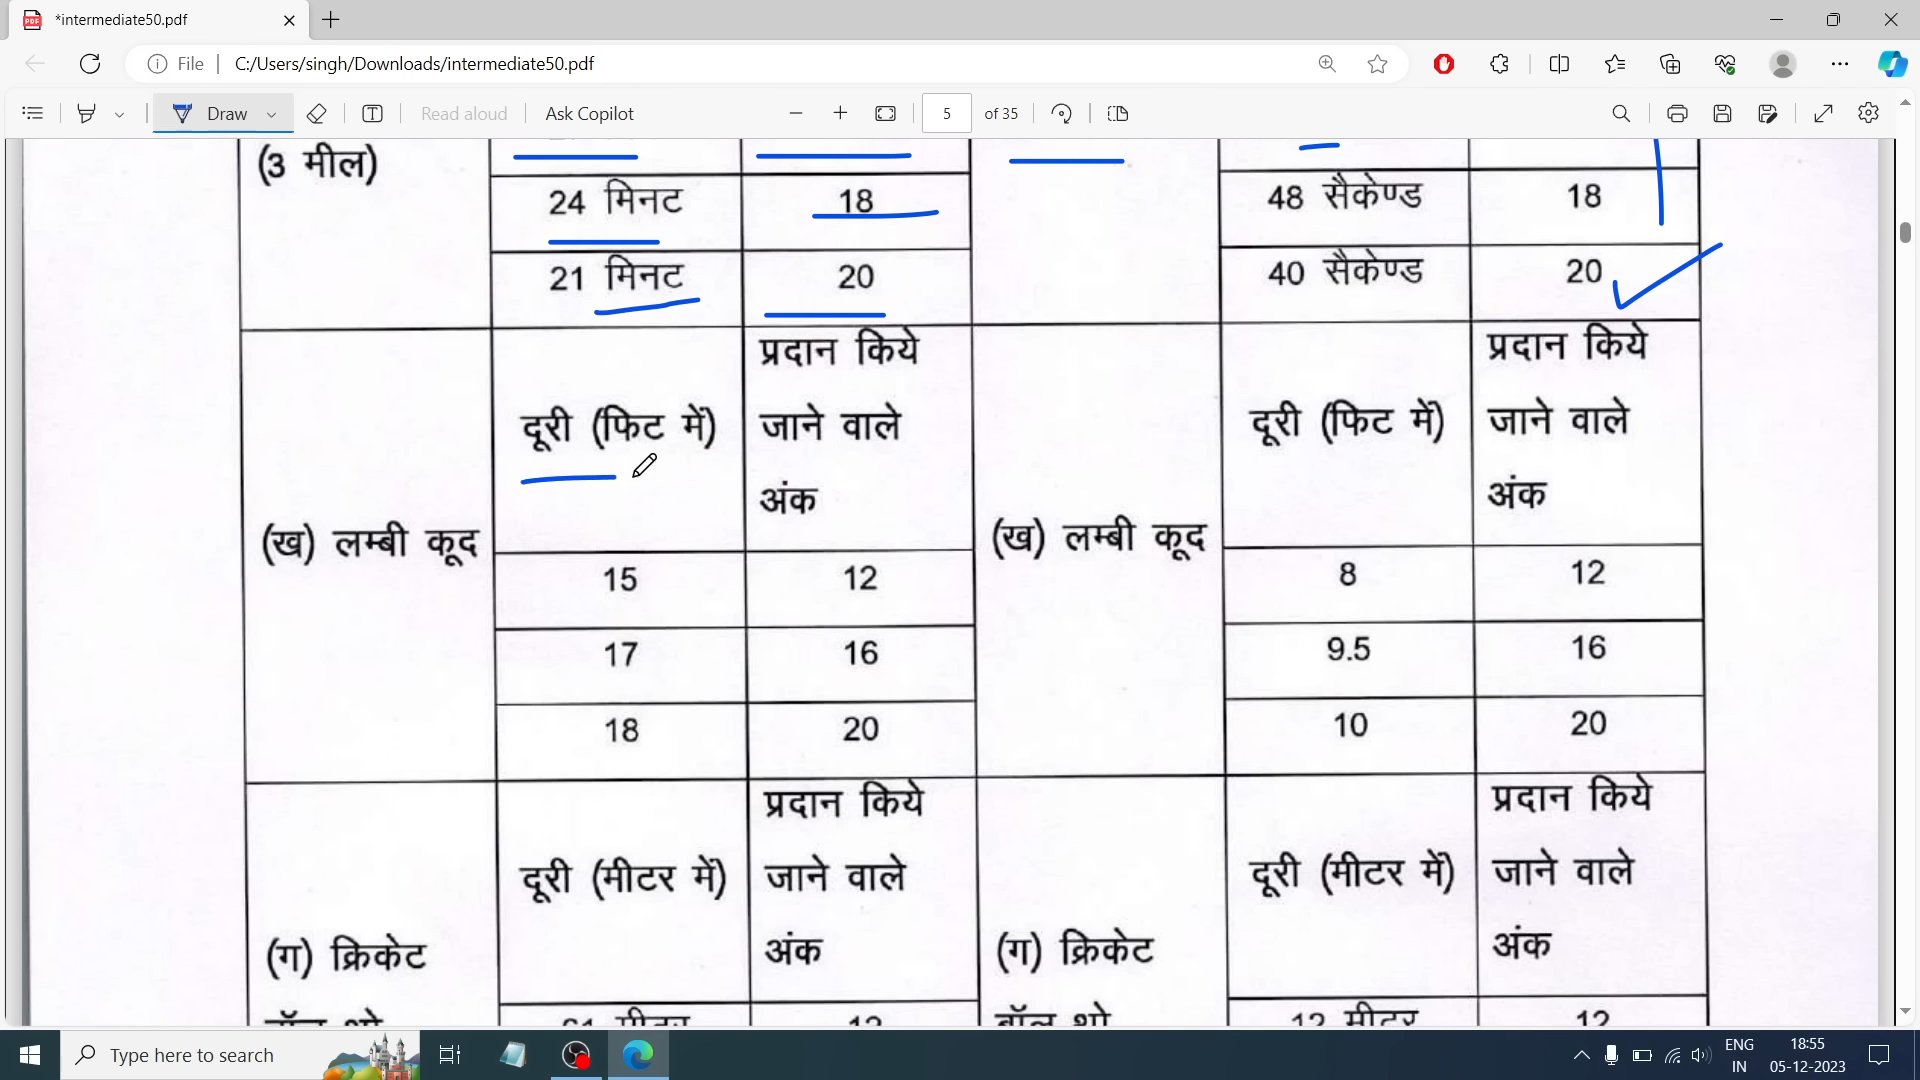 *intermediate50.pdf
File
C:/Users/singh/Downloads/intermediate50.pdf
Draw
Read aloud
Ask Copilot
5 of 35
(3 मील)
24 मिनट 18 48 सैकेण्ड 18
21 मिनट 20 40 सैकेण्ड 20
(ख) लम्बी कूद
दूरी (फिट में)
प्रदान किये
जाने वाले
अंक
15 12
17 16
18 20
(ख) लम्बी कूद
दूरी (फिट में)
प्रदान किये
जाने वाले
अंक
8 12
9.5 16
10 20
(ग) क्रिकेट
दूरी (मीटर में)
प्रदान किये
जाने वाले
अंक
(ग) क्रिकेट
दूरी (मीटर में)
प्रदान किये
जाने वाले
अंक
12 मीटर 12
Type here to search
ENG
IN
18:55
05-12-2023